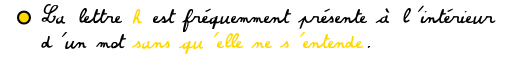 La lettre h est fréquemment présente à l'intérieur
d'un mot sans qu'elle ne s'entende.